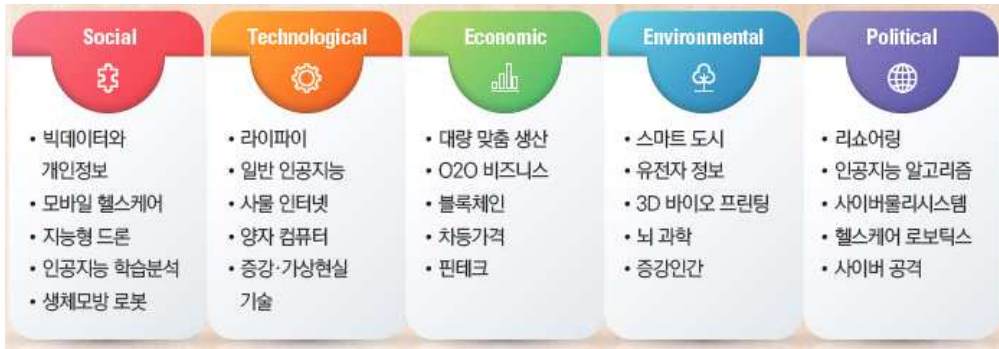 Social
• 빅데이터와
개인정보
• 모바일 헬스케어
• 지능형 드론
• 인공지능 학습분석
• 생체모방 로봇
Technological
• 라이파이
• 일반 인공지능
• 사물 인터넷
• 양자 컴퓨터
• 증강·가상현실
기술
Economic
• 대량 맞춤 생산
• O2O 비즈니스
• 블록체인
• 차등가격
• 핀테크
Environmental
• 스마트 도시
• 유전자 정보
• 3D 바이오 프린팅
• 뇌 과학
• 증강인간
Political
• 리쇼어링
• 인공지능 알고리즘
• 사이버물리시스템
• 헬스케어 로보틱스
• 사이버 공격